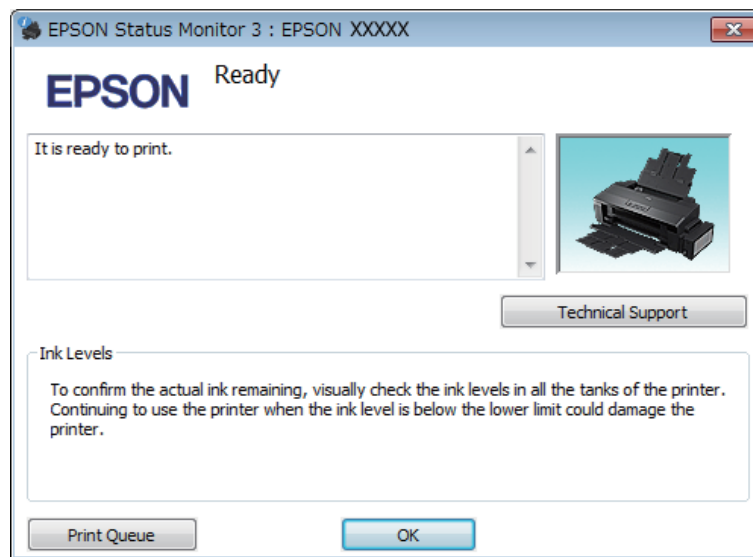 EPSON Status Monitor 3 : EPSON XXXXX
EPSON
Ready
It is ready to print.
Technical Support
Ink Levels
To confirm the actual ink remaining, visually check the ink levels in all the tanks of the printer.
Continuing to use the printer when the ink level is below the lower limit could damage the
printer.
Print Queue
OK